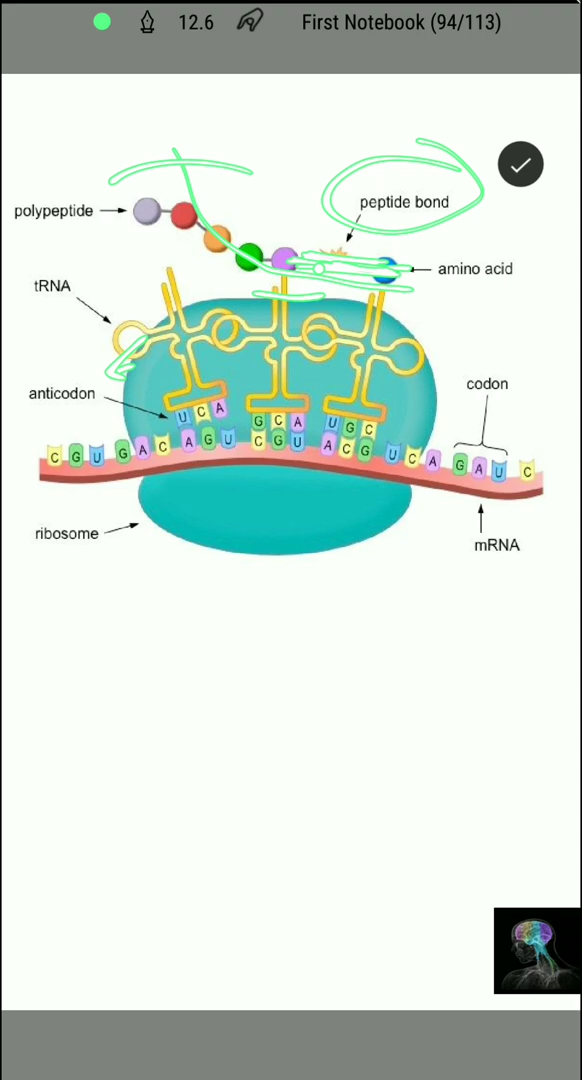 12.6 First Notebook (94/113)
peptide bond
polypeptide
amino acid
tRNA
anticodon
codon
U C A
G C A
U G C
C G U G A C A G U C G U A C G U C A G A U C
ribosome
mRNA